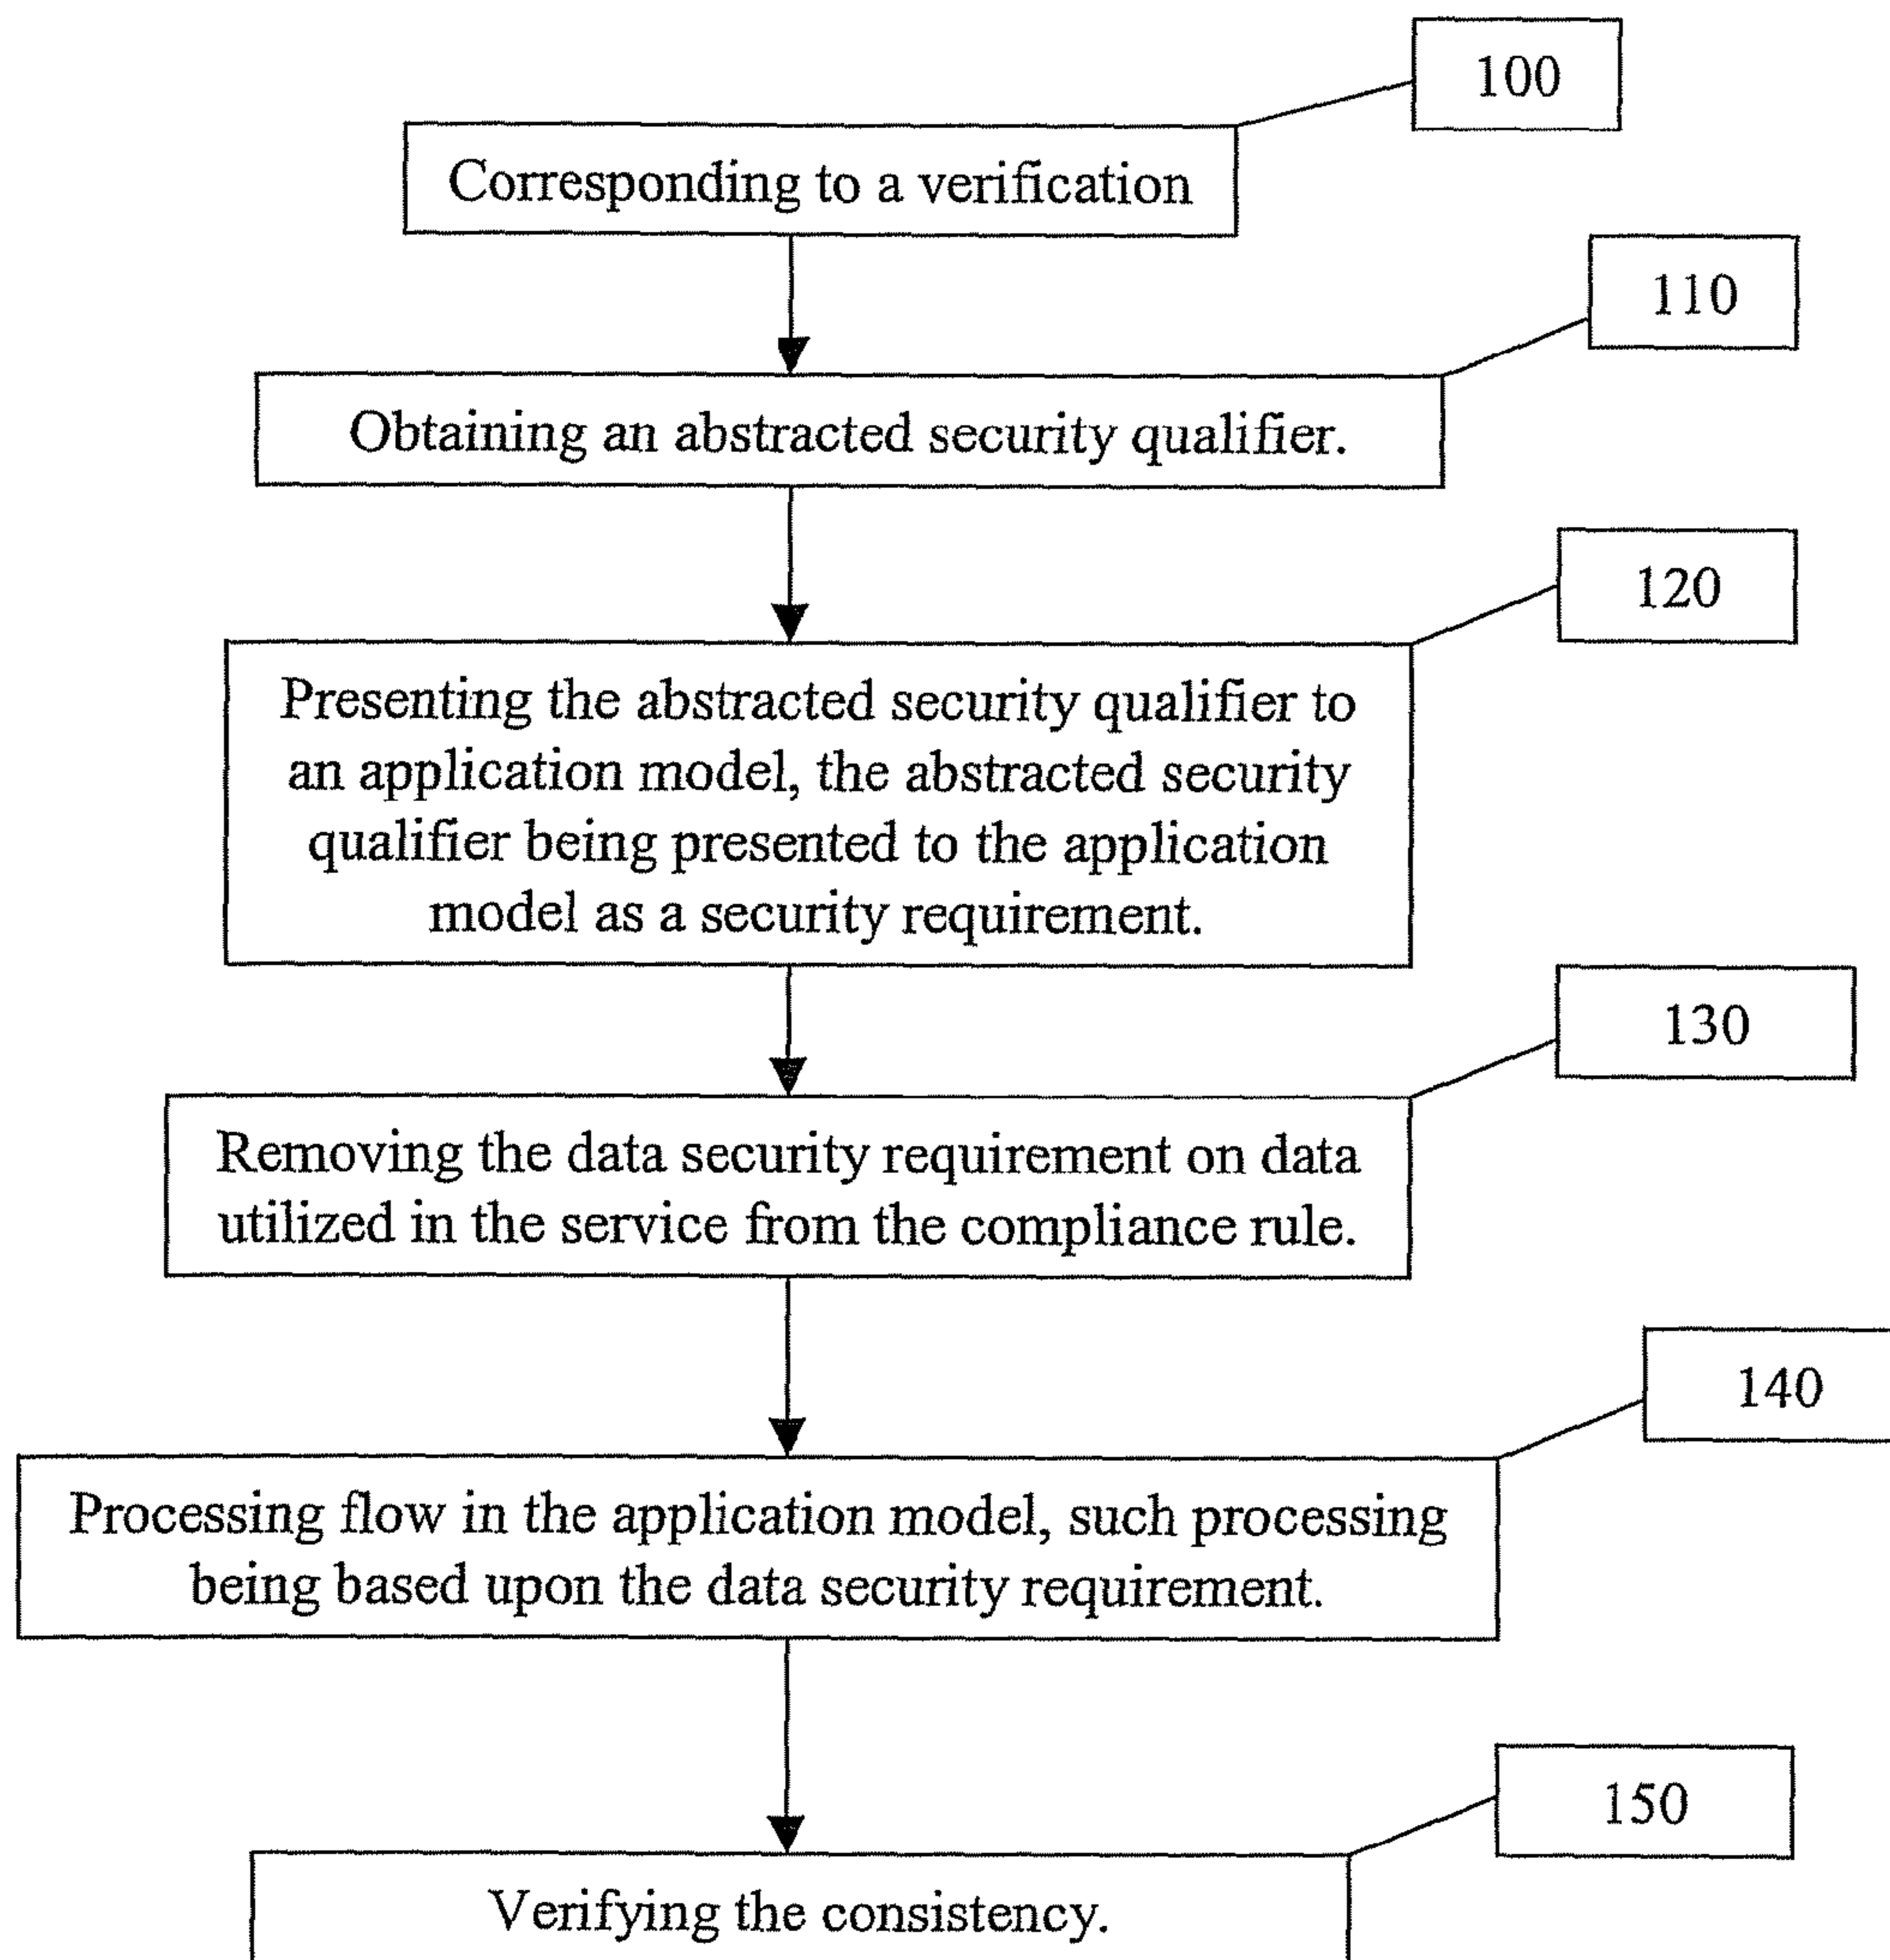 100
Corresponding to a verification
110
Obtaining an abstracted security qualifier.
120
Presenting the abstracted security qualifier to
an application model, the abstracted security
qualifier being presented to the application
model as a security requirement.
130
Removing the data security requirement on data
utilized in the service from the compliance rule.
140
Processing flow in the application model, such processing
being based upon the data security requirement.
150
Verifying the consistency.